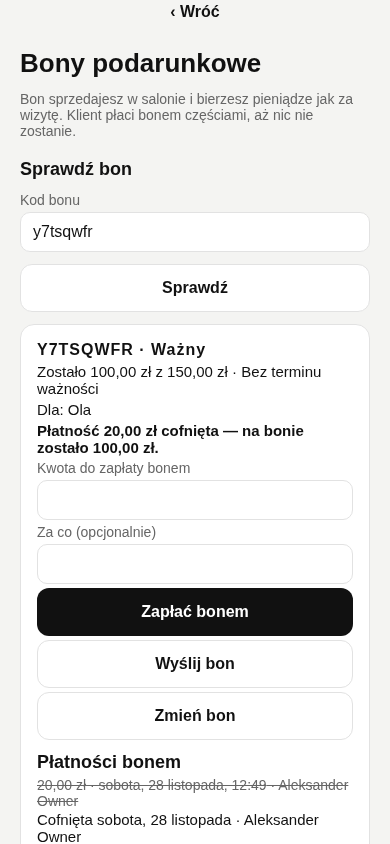 ‹ Wróć
Bony podarunkowe
Bon sprzedajesz w salonie i bierzesz pieniądze jak za
wizytę. Klient płaci bonem częściami, aż nic nie
zostanie.
Sprawdź bon
Kod bonu
y7tsqwfr
Sprawdź
Y7TSQWFR · Ważny
Zostało 100,00 zł z 150,00 zł · Bez terminu
ważności
Dla: Ola
Płatność 20,00 zł cofnięta — na bonie
zostało 100,00 zł.
Kwota do zapłaty bonem
Za co (opcjonalnie)
Zapłać bonem
Wyślij bon
Zmień bon
Płatności bonem
20,00 zł · sobota, 28 listopada, 12:49 · Aleksander
Owner
Cofnięta sobota, 28 listopada · Aleksander
Owner